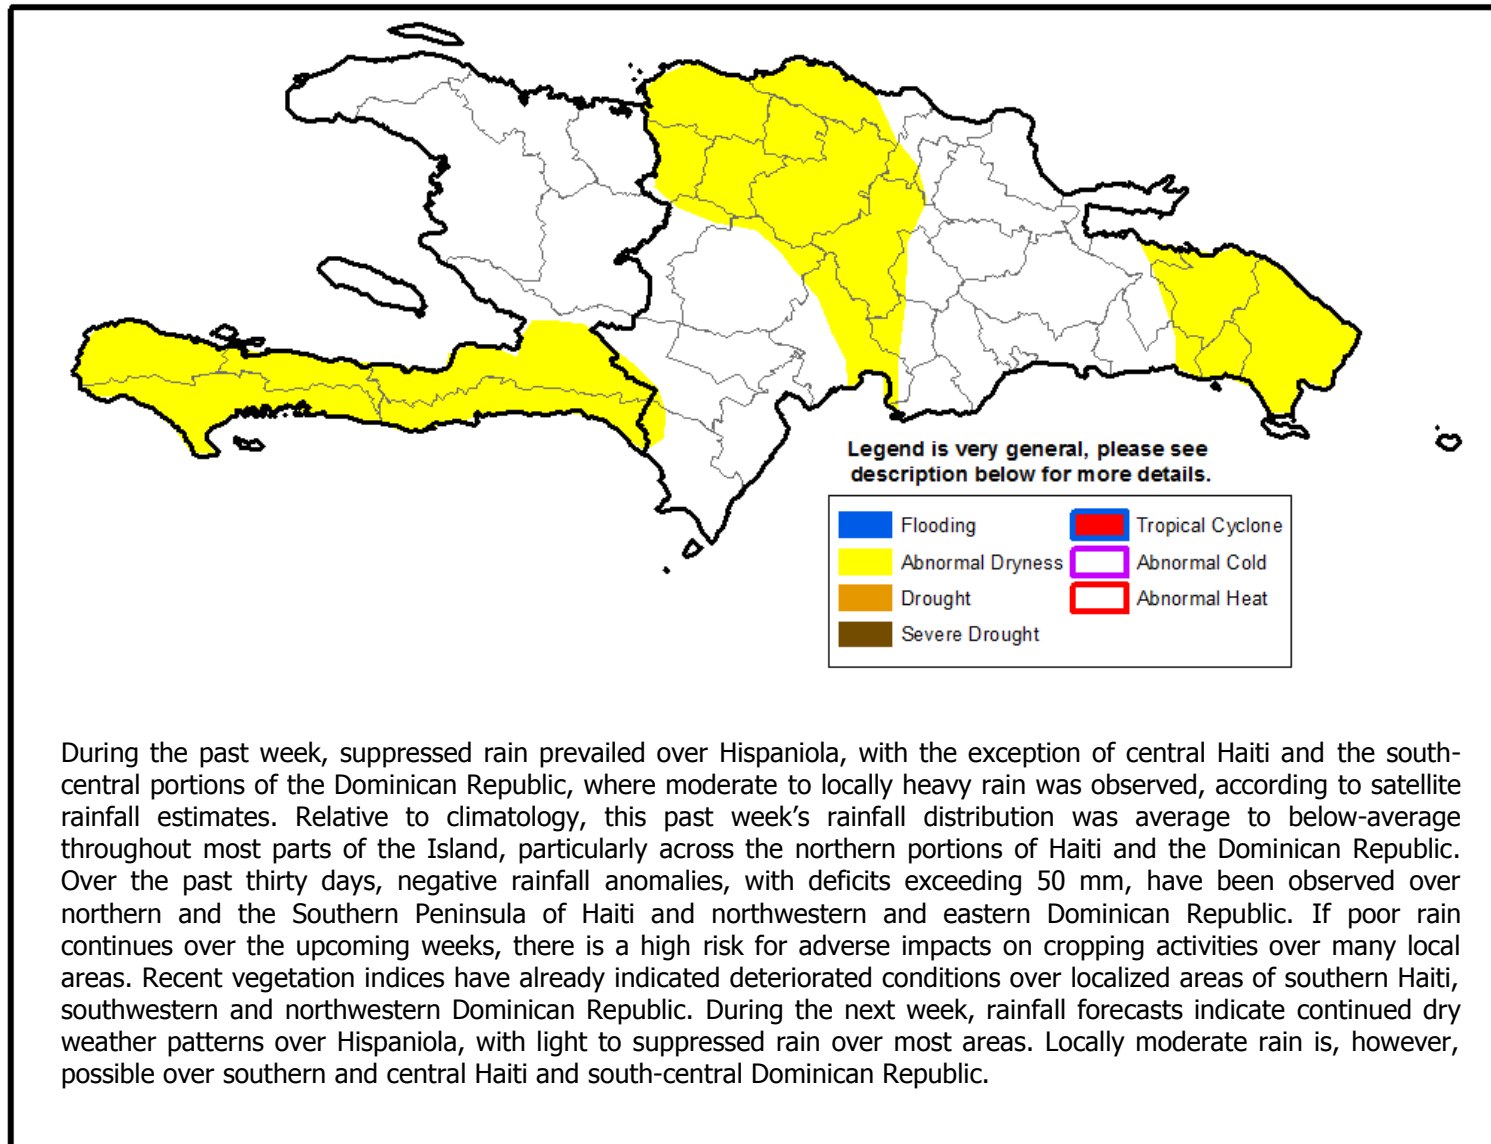 Legend is very general, please see
description below for more details.
Flooding
Tropical Cyclone
Abnormal Dryness
Abnormal Cold
Drought
Abnormal Heat
Severe Drought
During the past week, suppressed rain prevailed over Hispaniola, with the exception of central Haiti and the south-
central portions of the Dominican Republic, where moderate to locally heavy rain was observed, according to satellite
rainfall estimates. Relative to climatology, this past week’s rainfall distribution was average to below-average
throughout most parts of the Island, particularly across the northern portions of Haiti and the Dominican Republic.
Over the past thirty days, negative rainfall anomalies, with deficits exceeding 50 mm, have been observed over
northern and the Southern Peninsula of Haiti and northwestern and eastern Dominican Republic. If poor rain
continues over the upcoming weeks, there is a high risk for adverse impacts on cropping activities over many local
areas. Recent vegetation indices have already indicated deteriorated conditions over localized areas of southern Haiti,
southwestern and northwestern Dominican Republic. During the next week, rainfall forecasts indicate continued dry
weather patterns over Hispaniola, with light to suppressed rain over most areas. Locally moderate rain is, however,
possible over southern and central Haiti and south-central Dominican Republic.